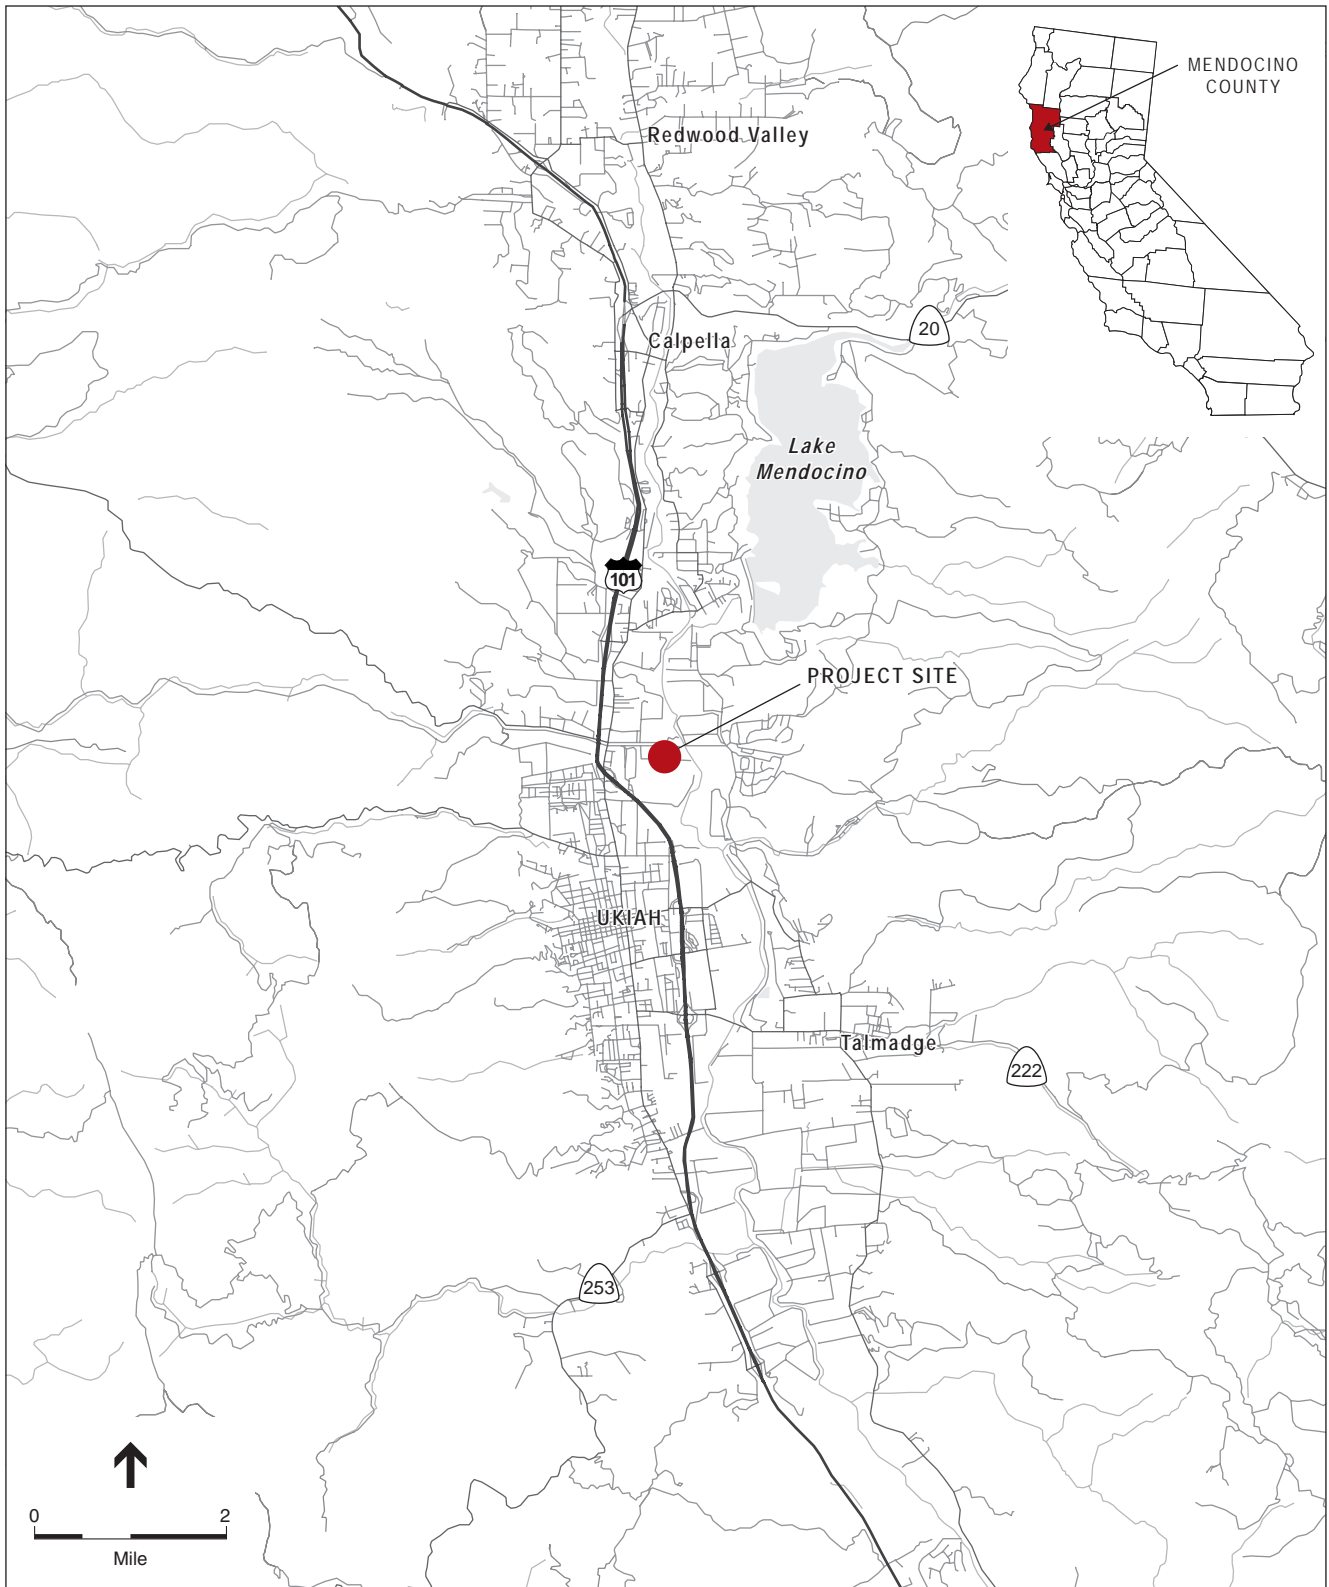 MENDOCINO
COUNTY
Redwood Valley
20
Calpella
Lake
Mendocino
101
PROJECT SITE
UKIAH
Talmadge
222
253
0 2
Mile